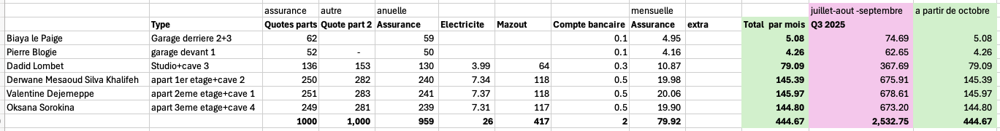 assurance autre anuelle mensuelle juillet-aout -septembre a partir de octobre
Type Quotes parts Quote part 2 Assurance Electricite Mazout Compte bancaire Assurance extra Total par mois Q3 2025
Biaya le Paige Garage derriere 2+3 62 59 0.1 4.95 5.08 74.69 5.08
Pierre Blogie garage devant 1 52 - 50 0.1 4.16 4.26 62.65 4.26
Dadid Lombet Studio+cave 3 136 153 130 3.99 64 0.3 10.87 79.09 367.69 79.09
Derwane Mesaoud Silva Khalifeh apart 1er etage+cave 2 250 282 240 7.34 118 0.5 19.98 145.39 675.91 145.39
Valentine Dejemeppe apart 2eme etage+cave 1 251 283 241 7.37 118 0.5 20.06 145.97 678.61 145.97
Oksana Sorokina apart 3eme etage+cave 4 249 281 239 7.31 117 0.5 19.90 144.80 673.20 144.80
1000 1,000 959 26 417 2 79.92 444.67 2,532.75 444.67